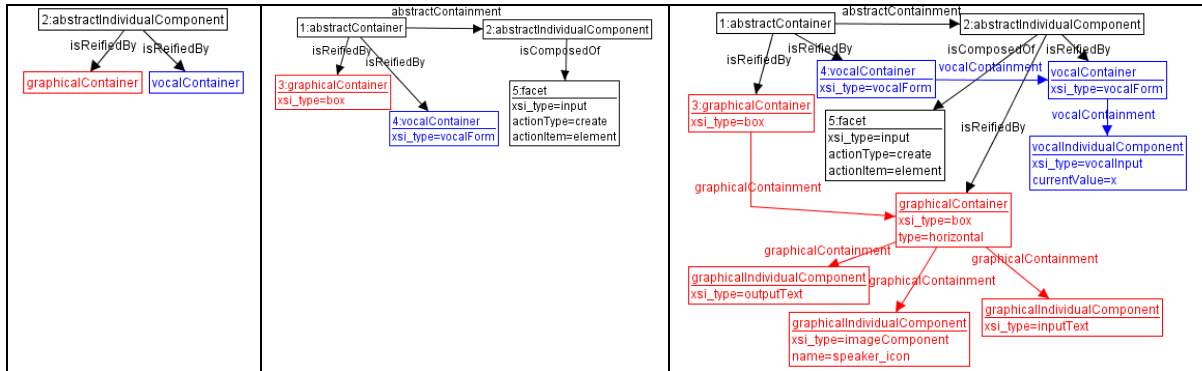 2:abstractIndividualComponent
isReifiedBy
isReifiedBy
graphicalContainer
vocalContainer
abstractContainment
1:abstractContainer
2:abstractIndividualComponent
isReifiedBy
isComposedOf
isReifiedBy
3:graphicalContainer
xsi_type=box
4:vocalContainer
xsi_type=vocalForm
5:facet
xsi_type=input
actionType=create
actionItem=element
abstractContainment
1:abstractContainer
2:abstractIndividualComponent
isReifiedBy
isComposedOf
isReifiedBy
isReifiedBy
4:vocalContainer
xsi_type=vocalForm
vocalContainment
vocalContainer
xsi_type=vocalForm
3:graphicalContainer
xsi_type=box
vocalContainment
5:facet
xsi_type=input
actionType=create
actionItem=element
isReifiedBy
vocalIndividualComponent
xsi_type=vocalInput
currentValue=x
graphicalContainment
graphicalContainer
xsi_type=box
type=horizontal
graphicalContainment
graphicalContainment
graphicalContainment
graphicalIndividualComponent
xsi_type=outputText
graphicalIndividualComponent
xsi_type=inputText
graphicalIndividualComponent
xsi_type=imageComponent
name=speaker_icon